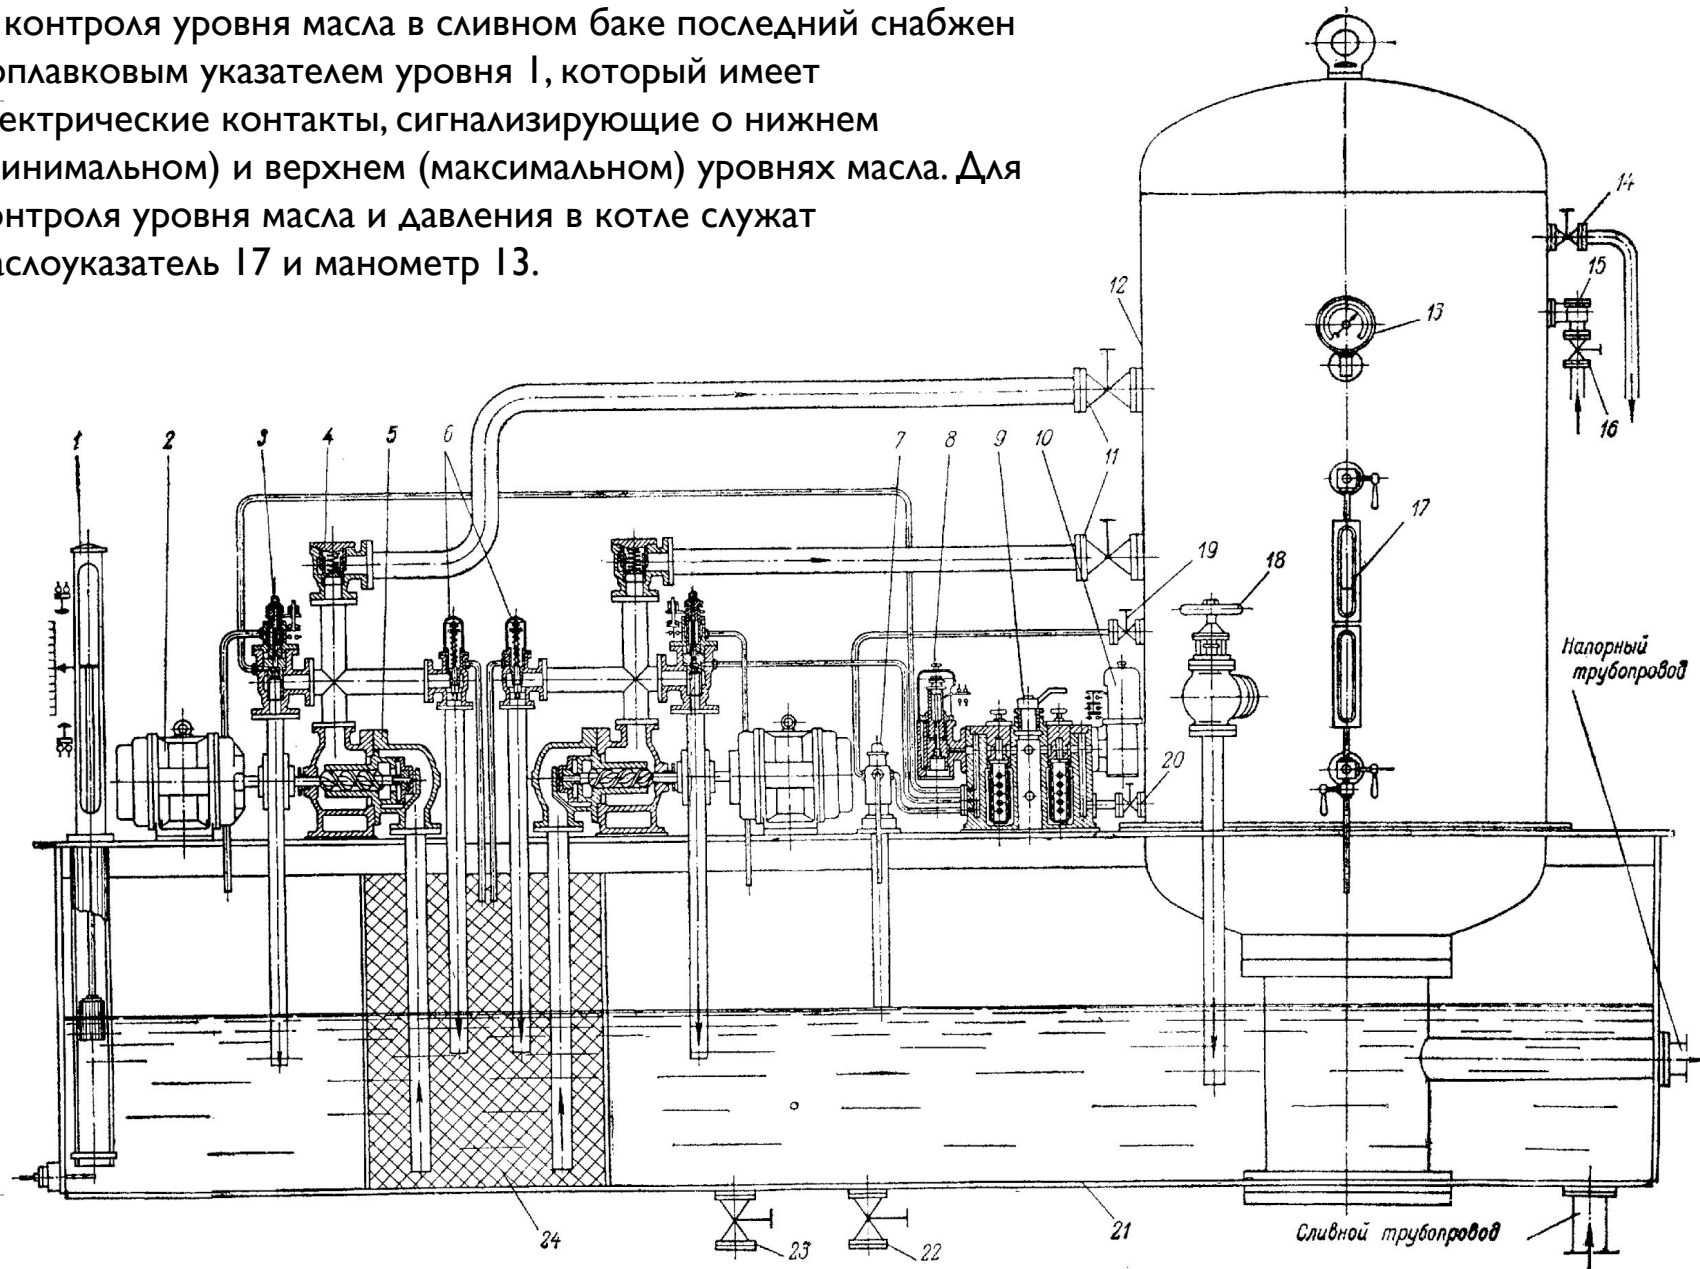 контроля уровня масла в сливном баке последний снабжен
оплавковым указателем уровня 1, который имеет
ектрические контакты, сигнализирующие о нижнем
инимальном) и верхнем (максимальном) уровнях масла. Для
онтроля уровня масла и давления в котле служат
аслоуказатель 17 и манометр 13.
14
15
12
13
16
1 2 3 4 5 6 7 8 9 10 11
17
19
18
Напорный
трубопровод
20
24
23
22
21
Сливной трубопровод